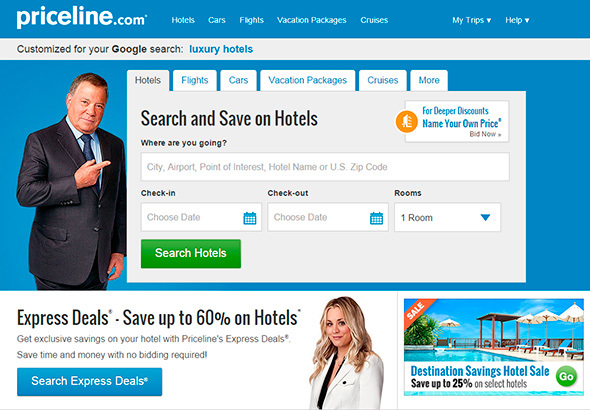 priceline.com®
Hotels Cars Flights Vacation Packages Cruises My Trips ▾ Help ▾
Customized for your Google search: luxury hotels
Hotels Flights Cars Vacation Packages Cruises More
Search and Save on Hotels
For Deeper Discounts
Name Your Own Price®
Bid Now »
Where are you going?
City, Airport, Point of Interest, Hotel Name or U.S. Zip Code
Check-in Check-out Rooms
Choose Date Choose Date 1 Room
Search Hotels
Express Deals® - Save up to 60% on Hotels*
Get exclusive savings on your hotel with Priceline's Express Deals®.
Save time and money with no bidding required!
Search Express Deals®
SALE
Destination Savings Hotel Sale
Save up to 25% on select hotels
Go